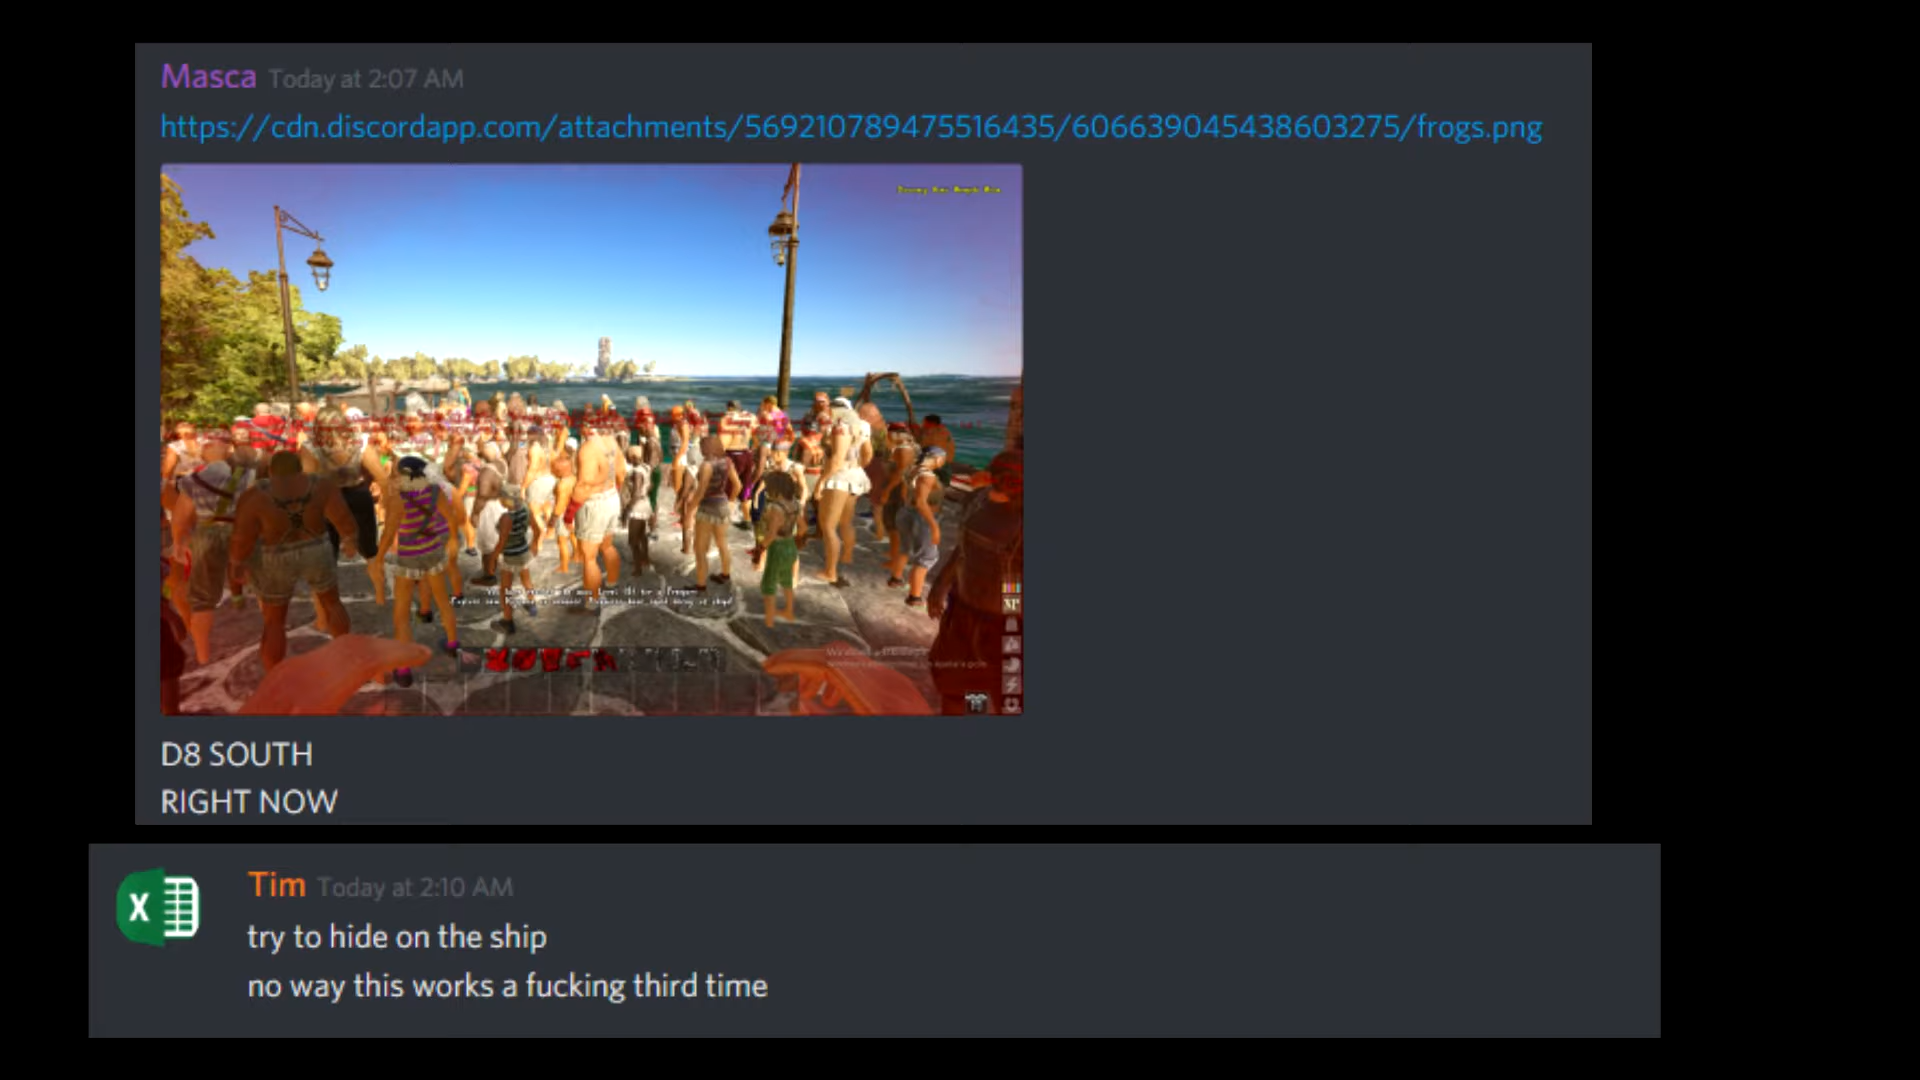 Masca Today at 2:07 AM
https://cdn.discordapp.com/attachments/569210789475516435/606639045438603275/frogs.png
D8 SOUTH
RIGHT NOW
X
Tim Today at 2:10 AM
try to hide on the ship
no way this works a fucking third time